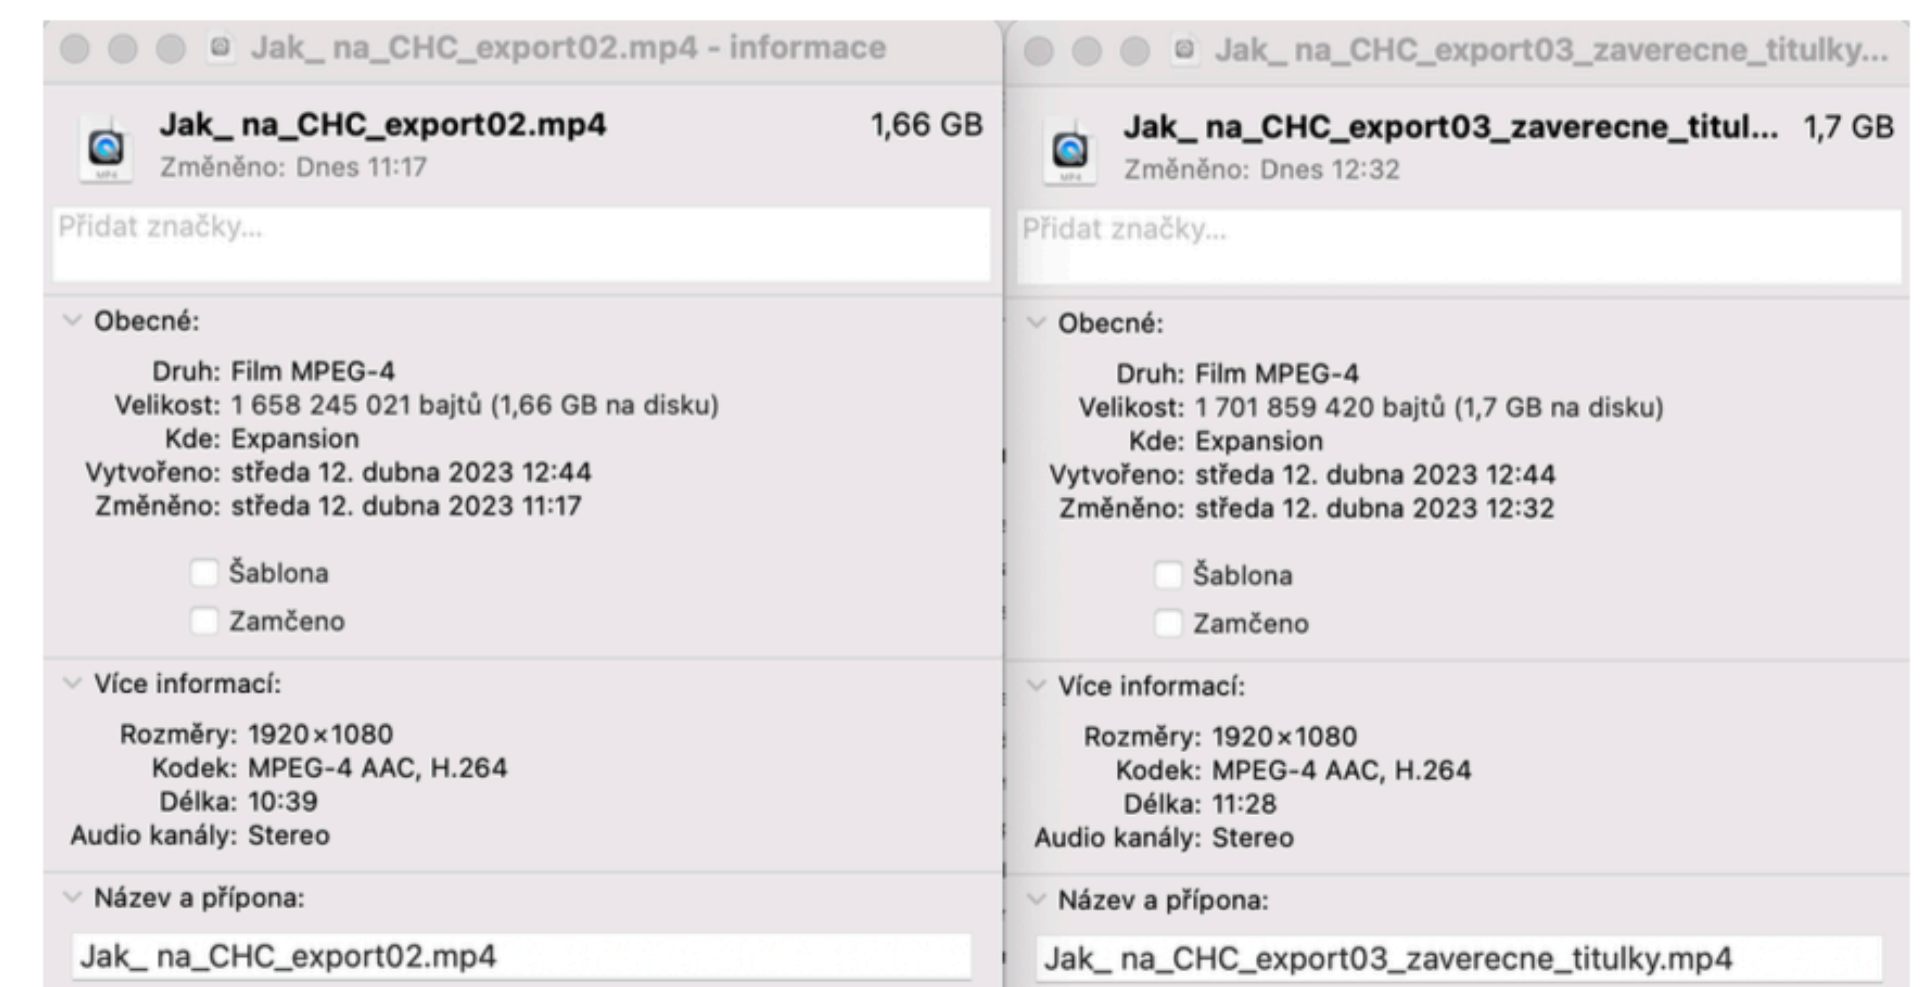 Jak_ na_CHC_export02.mp4 - informace
Jak_ na_CHC_export02.mp4 1,66 GB
Změněno: Dnes 11:17
Přidat značky...
Obecné:
Druh: Film MPEG-4
Velikost: 1 658 245 021 bajtů (1,66 GB na disku)
Kde: Expansion
Vytvořeno: středa 12. dubna 2023 12:44
Změněno: středa 12. dubna 2023 11:17
Šablona
Zamčeno
Více informací:
Rozměry: 1920×1080
Kodek: MPEG-4 AAC, H.264
Délka: 10:39
Audio kanály: Stereo
Název a přípona:
Jak_ na_CHC_export02.mp4
Jak_ na_CHC_export03_zaverecne_titulky...
Jak_ na_CHC_export03_zaverecne_titul... 1,7 GB
Změněno: Dnes 12:32
Přidat značky...
Obecné:
Druh: Film MPEG-4
Velikost: 1 701 859 420 bajtů (1,7 GB na disku)
Kde: Expansion
Vytvořeno: středa 12. dubna 2023 12:44
Změněno: středa 12. dubna 2023 12:32
Šablona
Zamčeno
Více informací:
Rozměry: 1920×1080
Kodek: MPEG-4 AAC, H.264
Délka: 11:28
Audio kanály: Stereo
Název a přípona:
Jak_ na_CHC_export03_zaverecne_titulky.mp4